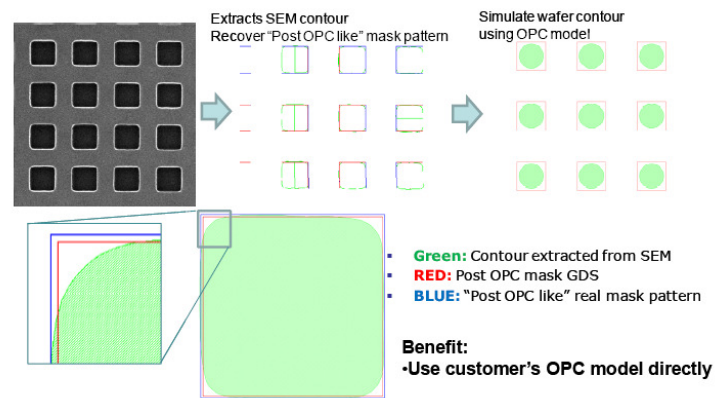 Extracts SEM contour
Recover “Post OPC like” mask pattern
Simulate wafer contour
using OPC model
▪ Green: Contour extracted from SEM
▪ RED: Post OPC mask GDS
▪ BLUE: “Post OPC like” real mask pattern
Benefit:
•Use customer’s OPC model directly